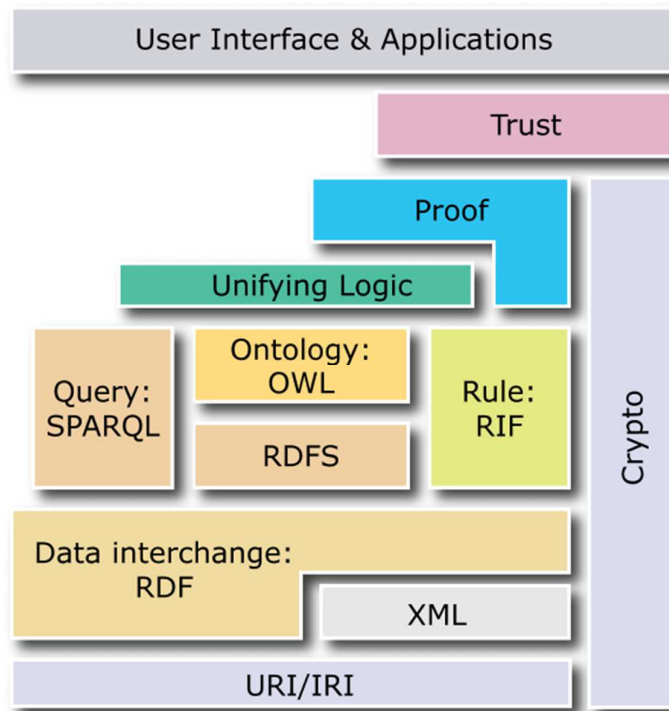 User Interface & Applications
Trust
Proof
Unifying Logic
Query:
SPARQL
Ontology:
OWL
RDFS
Rule:
RIF
Crypto
Data interchange:
RDF
XML
URI/IRI